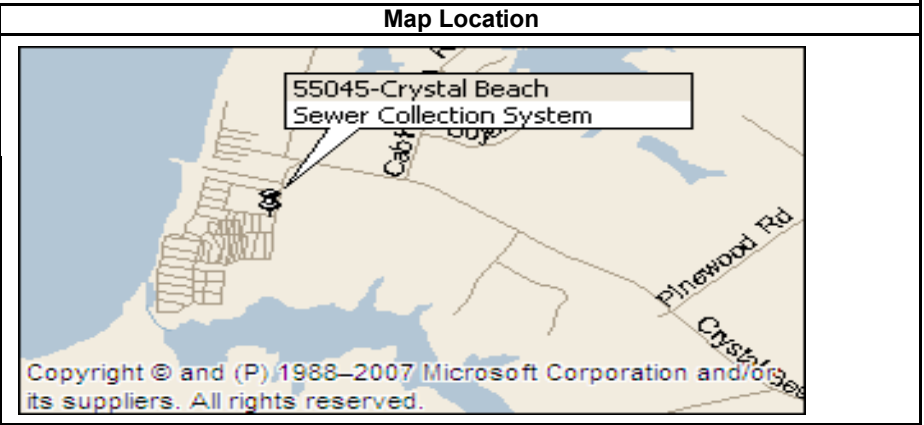 Map Location
55045-Crystal Beach
Sewer Collection System
Pinewood Rd
Copyright © and (P) 1988–2007 Microsoft Corporation and/or
its suppliers. All rights reserved.